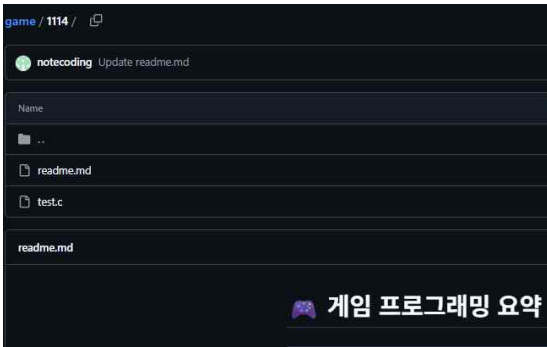 game / 1114 /
notecoding Update readme.md
Name
..
readme.md
test.c
readme.md
🎮 게임 프로그래밍 요약